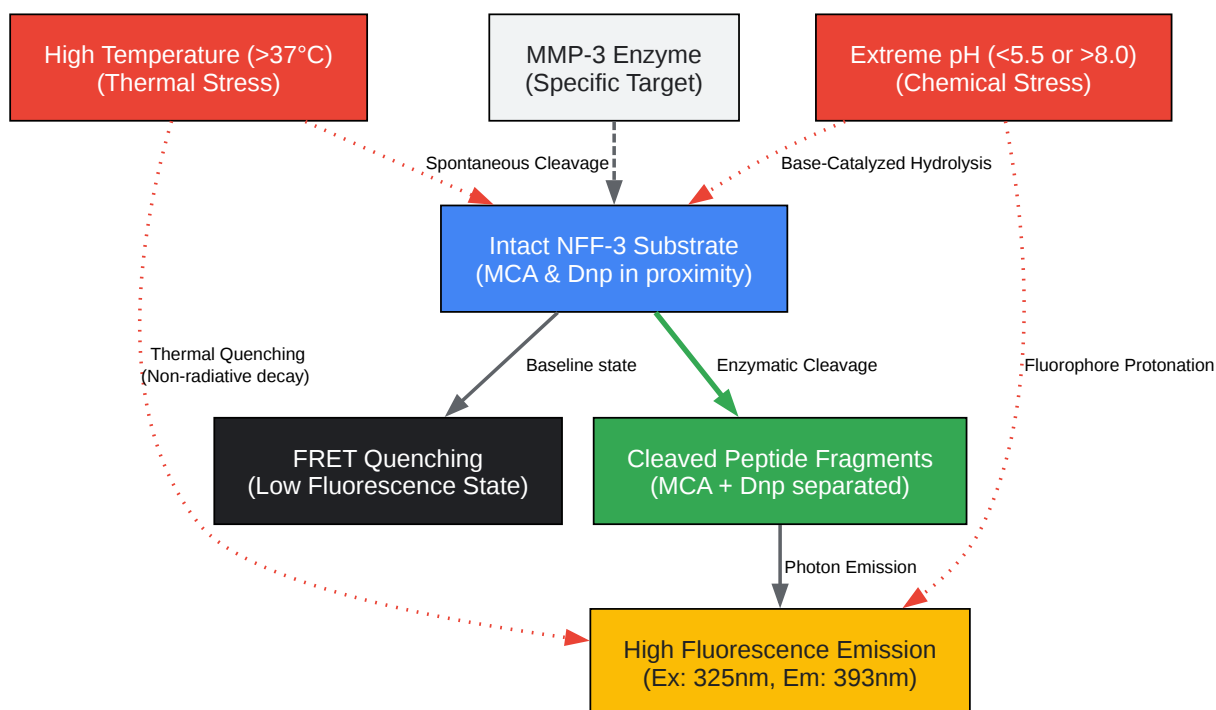 High Temperature (>37°C)
(Thermal Stress)
MMP-3 Enzyme
(Specific Target)
Extreme pH (<5.5 or >8.0)
(Chemical Stress)
Spontaneous Cleavage
Base-Catalyzed Hydrolysis
Intact NFF-3 Substrate
(MCA & Dnp in proximity)
Thermal Quenching
(Non-radiative decay)
Baseline state
Enzymatic Cleavage
Fluorophore Protonation
FRET Quenching
(Low Fluorescence State)
Cleaved Peptide Fragments
(MCA + Dnp separated)
Photon Emission
High Fluorescence Emission
(Ex: 325nm, Em: 393nm)